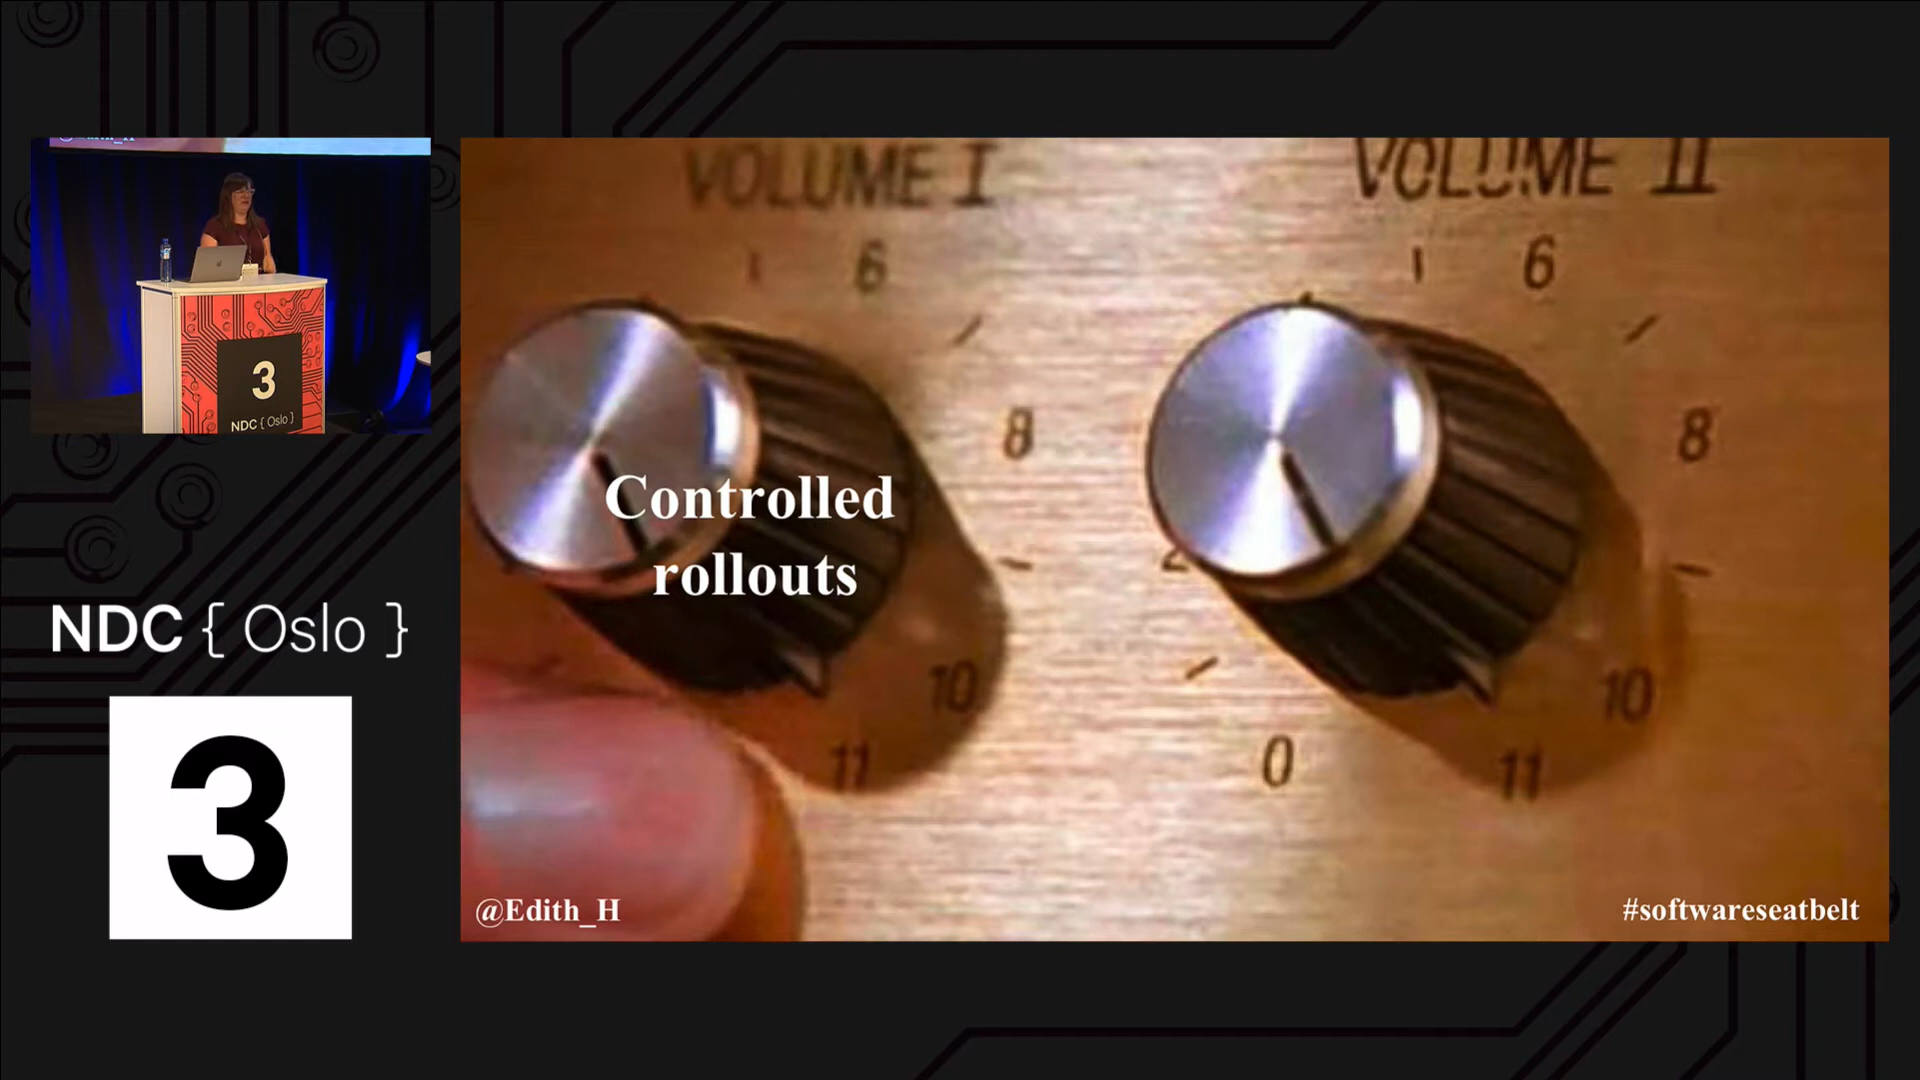 3
NDC { Oslo }
NDC { Oslo }
3
VOLUME I
VOLUME II
6
6
8
8
Controlled
rollouts
10
10
11
0
11
@Edith_H
#softwareseatbelt